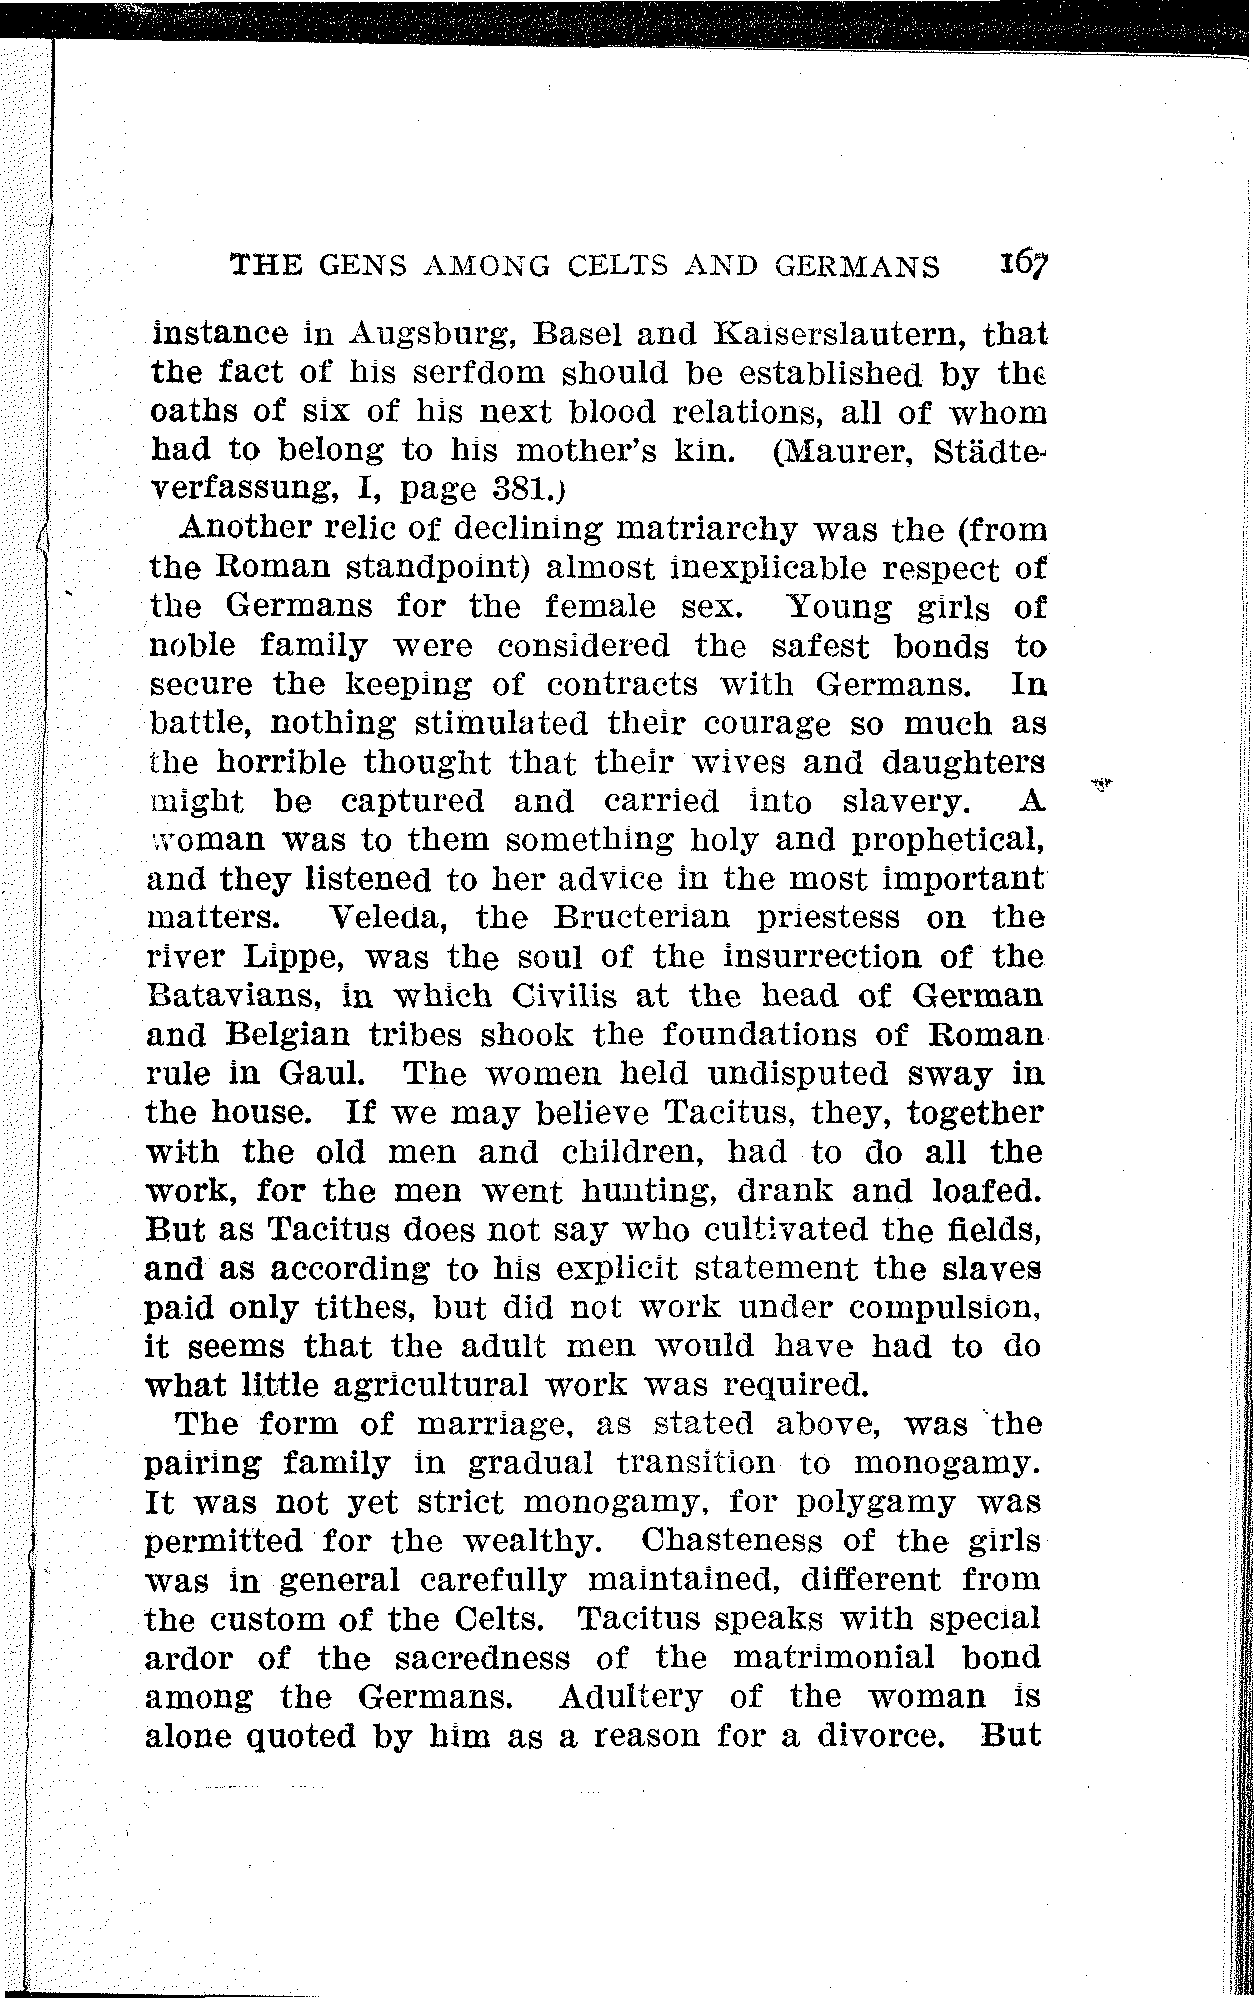 THE GENS AMONG CELTS AND GERMANS 167
instance in Augsburg, Basel and Kaiserslautern, that
the fact of his serfdom should be established by the
oaths of six of his next blood relations, all of whom
had to belong to his mother's kin. (Maurer, Städte-
verfassung, I, page 381.)
Another relic of declining matriarchy was the (from
the Roman standpoint) almost inexplicable respect of
the Germans for the female sex. Young girls of
noble family were considered the safest bonds to
secure the keeping of contracts with Germans. In
battle, nothing stimulated their courage so much as
the horrible thought that their wives and daughters
might be captured and carried into slavery. A
woman was to them something holy and prophetical,
and they listened to her advice in the most important
matters. Veleda, the Bructerian priestess on the
river Lippe, was the soul of the insurrection of the
Batavians, in which Civilis at the head of German
and Belgian tribes shook the foundations of Roman
rule in Gaul. The women held undisputed sway in
the house. If we may believe Tacitus, they, together
with the old men and children, had to do all the
work, for the men went hunting, drank and loafed.
But as Tacitus does not say who cultivated the fields,
and as according to his explicit statement the slaves
paid only tithes, but did not work under compulsion,
it seems that the adult men would have had to do
what little agricultural work was required.
The form of marriage, as stated above, was the
pairing family in gradual transition to monogamy.
It was not yet strict monogamy, for polygamy was
permitted for the wealthy. Chasteness of the girls
was in general carefully maintained, different from
the custom of the Celts. Tacitus speaks with special
ardor of the sacredness of the matrimonial bond
among the Germans. Adultery of the woman is
alone quoted by him as a reason for a divorce. But